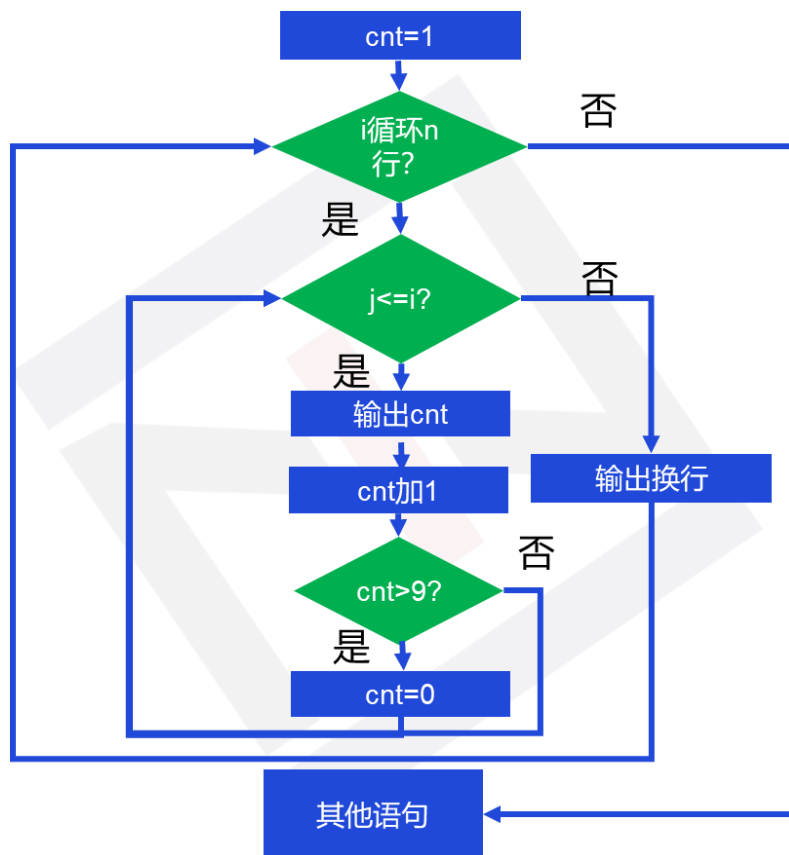 cnt=1
i循环n
行?
否
是
j<=i?
否
是
输出cnt
cnt加1
输出换行
cnt>9?
否
是
cnt=0
其他语句